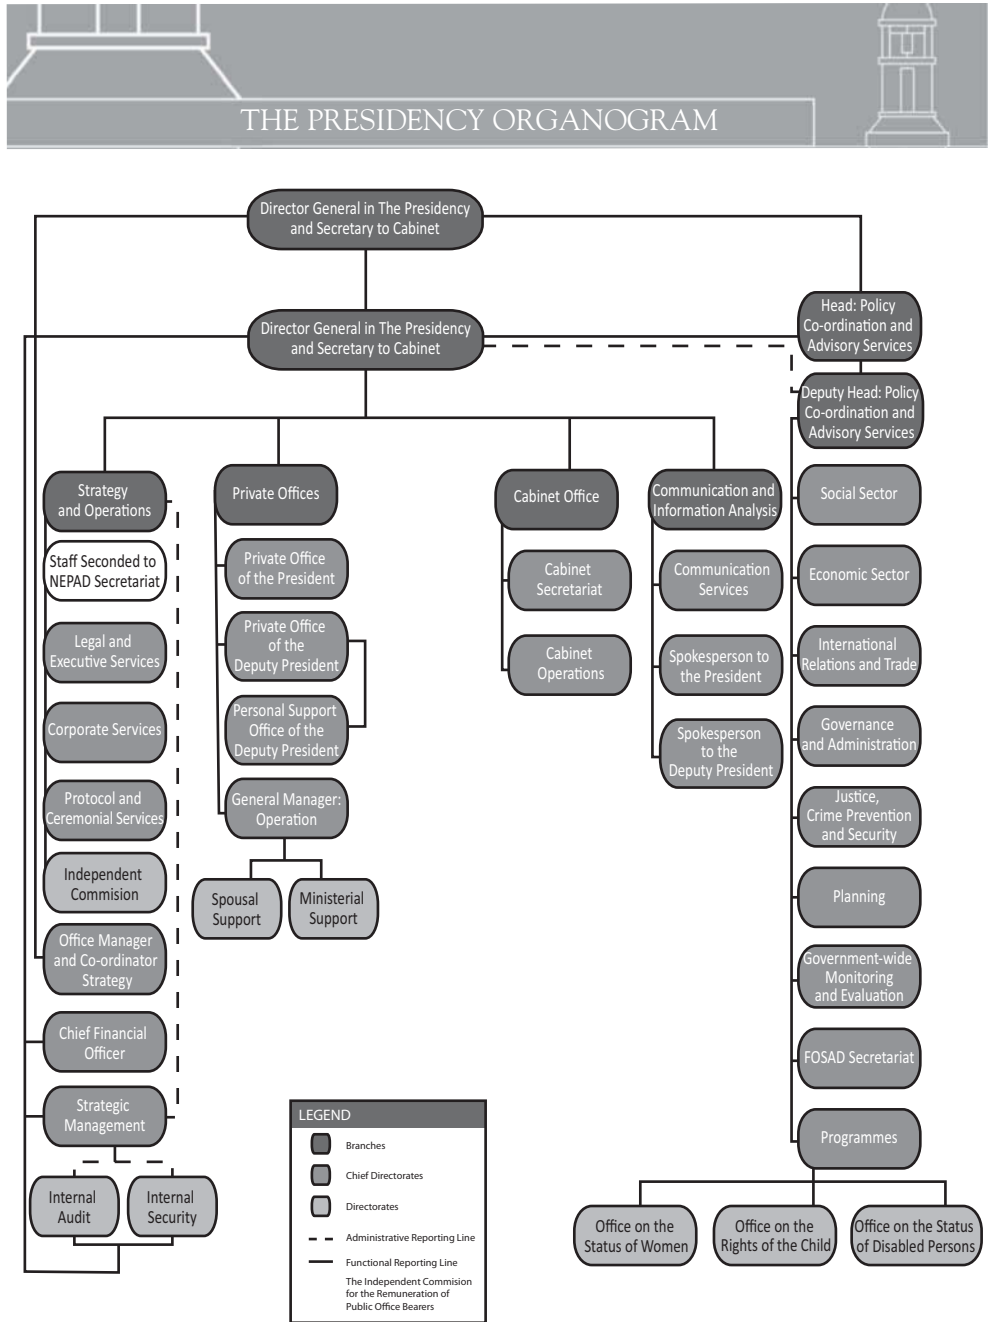 THE PRESIDENCY ORGANOGRAM
Director General in The Presidency
and Secretary to Cabinet
Director General in The Presidency
and Secretary to Cabinet
Head: Policy
Co-ordination and
Advisory Services
Deputy Head: Policy
Co-ordination and
Advisory Services
Strategy
and Operations
Staff Seconded to
NEPAD Secretariat
Legal and
Executive Services
Corporate Services
Protocol and
Ceremonial Services
Independent
Commision
Office Manager
and Co-ordinator
Strategy
Chief Financial
Officer
Strategic
Management
Internal
Audit
Internal
Security
Private Offices
Private Office
of the President
Private Office
of the
Deputy President
Personal Support
Office of the
Deputy President
General Manager:
Operation
Spousal
Support
Ministerial
Support
Cabinet Office
Cabinet
Secretariat
Cabinet
Operations
Communication and
Information Analysis
Communication
Services
Spokesperson to
the President
Spokesperson
to the
Deputy President
Social Sector
Economic Sector
International
Relations and Trade
Governance
and Administration
Justice,
Crime Prevention
and Security
Planning
Government-wide
Monitoring
and Evaluation
FOSAD Secretariat
Programmes
Office on the
Status of Women
Office on the
Rights of the Child
Office on the Status
of Disabled Persons
LEGEND
Branches
Chief Directorates
Directorates
Administrative Reporting Line
Functional Reporting Line
The Independent Commision
for the Remuneration of
Public Office Bearers